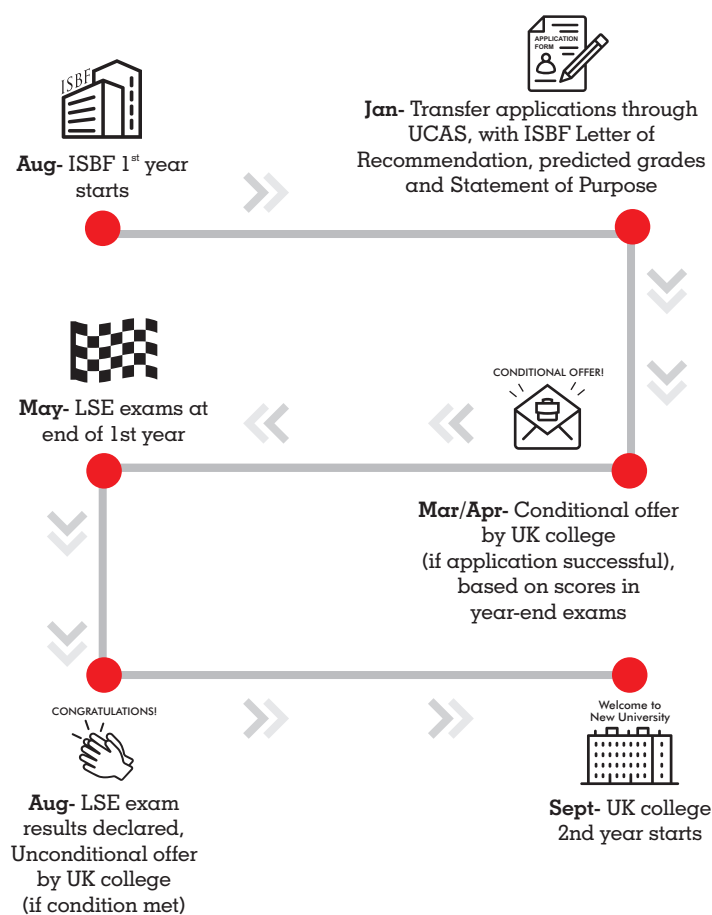 ISBF
Aug- ISBF 1st year
starts
APPLICATION
FORM
Jan- Transfer applications through
UCAS, with ISBF Letter of
Recommendation, predicted grades
and Statement of Purpose
CONDITIONAL OFFER!
Mar/Apr- Conditional offer
by UK college
(if application successful),
based on scores in
year-end exams
May- LSE exams at
end of 1st year
CONGRATULATIONS!
Aug- LSE exam
results declared,
Unconditional offer
by UK college
(if condition met)
Welcome to
New University
Sept- UK college
2nd year starts